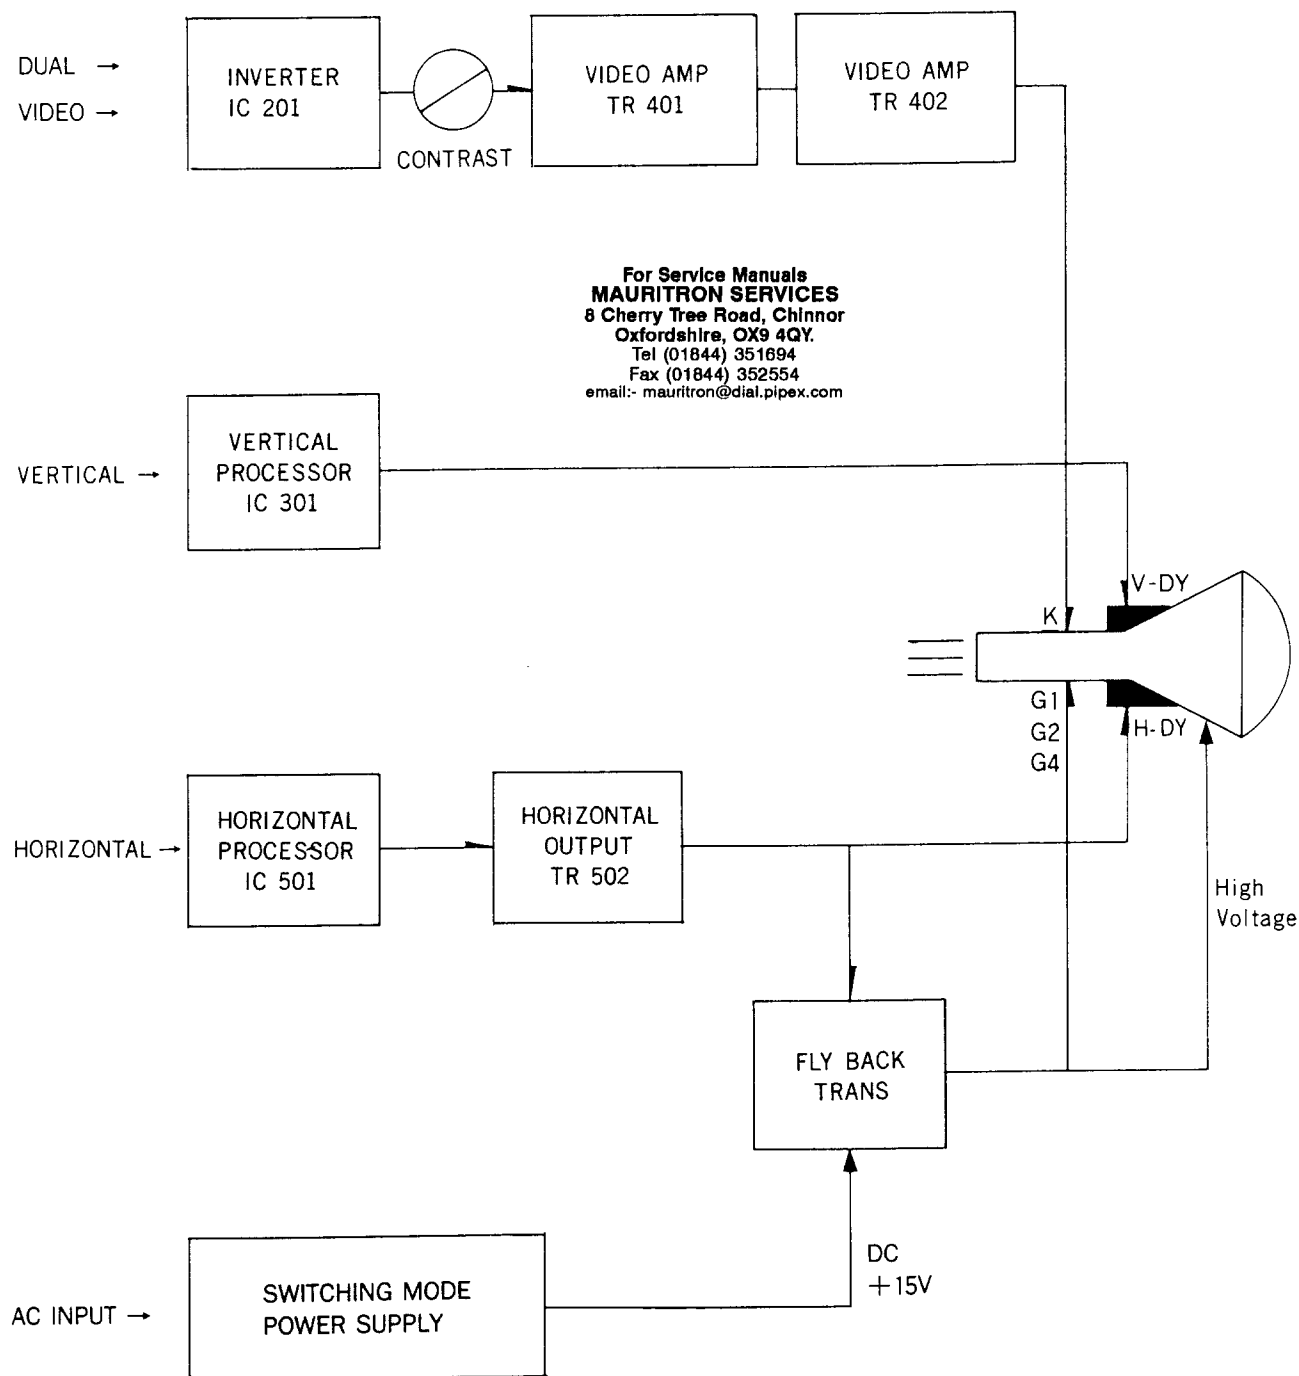 DUAL →
VIDEO →
INVERTER
IC 201
CONTRAST
VIDEO AMP
TR 401
VIDEO AMP
TR 402
For Service Manuals
MAURITRON SERVICES
8 Cherry Tree Road, Chinnor
Oxfordshire, OX9 4QY.
Tel (01844) 351694
Fax (01844) 352554
email:- mauritron@dial.pipex.com
VERTICAL →
VERTICAL
PROCESSOR
IC 301
V-DY
K
G1
G2
G4
H-DY
HORIZONTAL →
HORIZONTAL
PROCESSOR
IC 501
HORIZONTAL
OUTPUT
TR 502
High
Voltage
FLY BACK
TRANS
DC
+15V
AC INPUT →
SWITCHING MODE
POWER SUPPLY